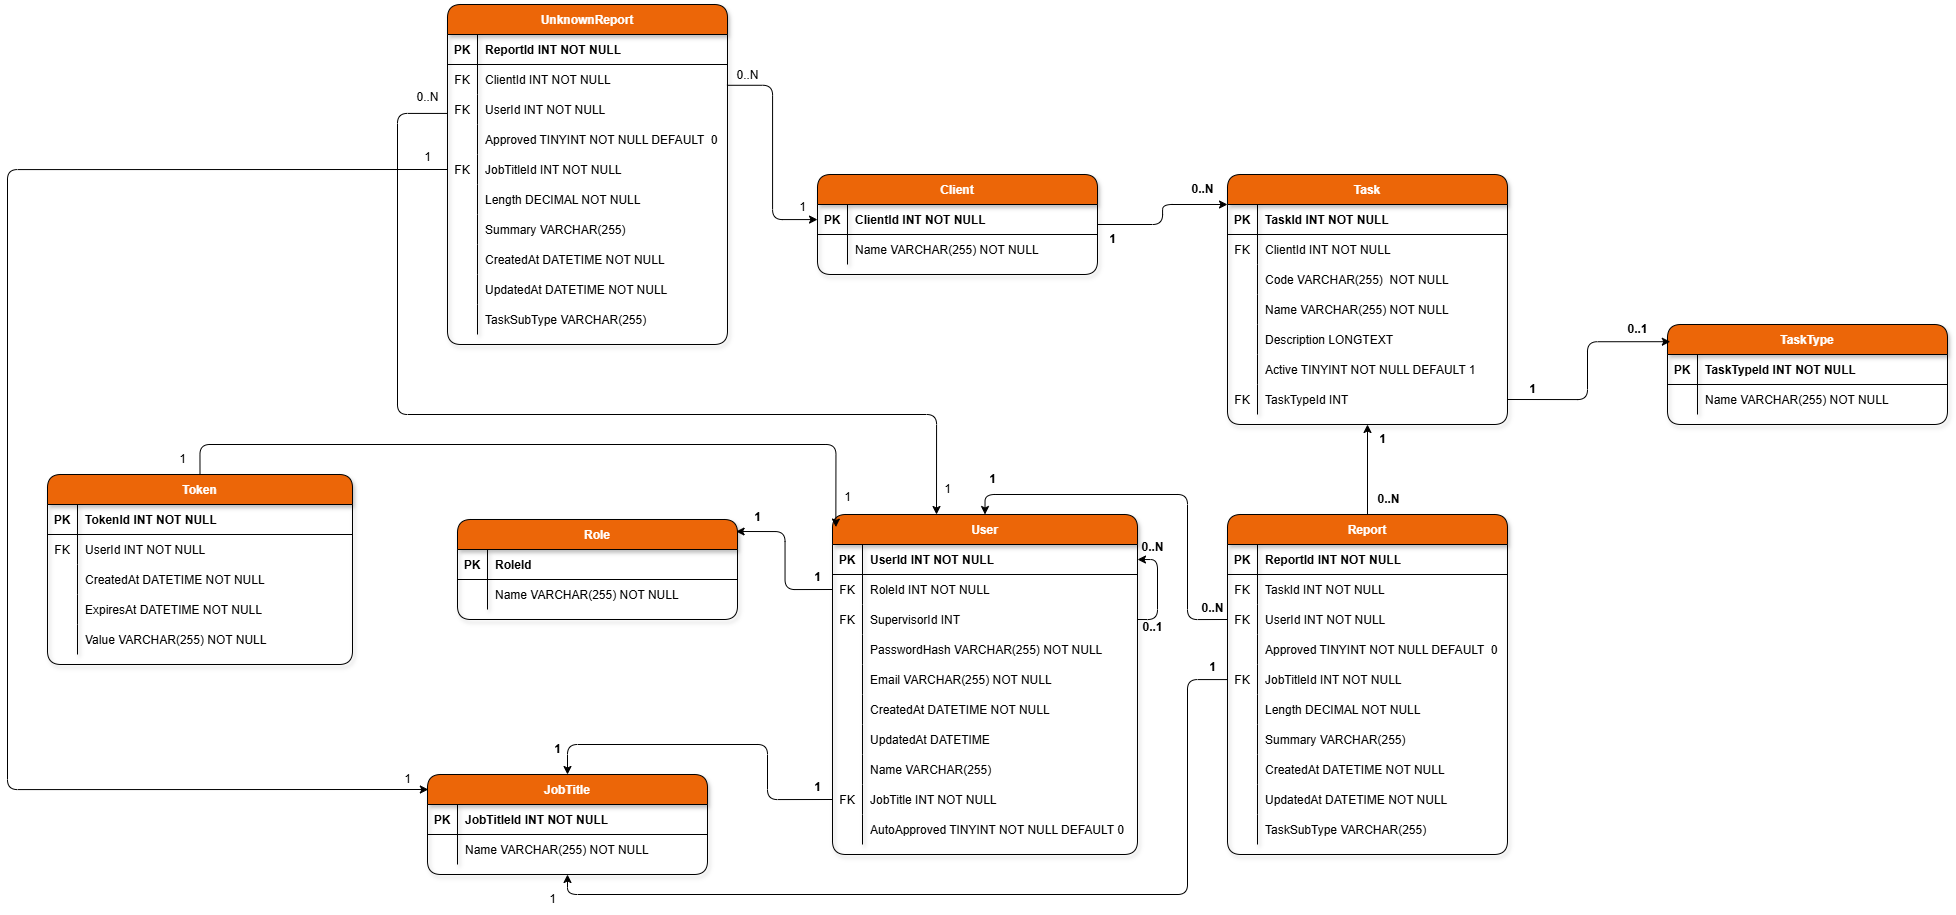 UnknownReport
PK ReportId INT NOT NULL
FK ClientId INT NOT NULL
FK UserId INT NOT NULL
Approved TINYINT NOT NULL DEFAULT  0
FK JobTitleId INT NOT NULL
Length DECIMAL NOT NULL
Summary VARCHAR(255)
CreatedAt DATETIME NOT NULL
UpdatedAt DATETIME NOT NULL
TaskSubType VARCHAR(255)
0..N
0..N
1
1
Client
PK ClientId INT NOT NULL
Name VARCHAR(255) NOT NULL
1
0..N
Task
PK TaskId INT NOT NULL
FK ClientId INT NOT NULL
Code VARCHAR(255)  NOT NULL
Name VARCHAR(255) NOT NULL
Description LONGTEXT
Active TINYINT NOT NULL DEFAULT 1
FK TaskTypeId INT
1
0..1
TaskType
PK TaskTypeId INT NOT NULL
Name VARCHAR(255) NOT NULL
1
0..N
1
Token
PK TokenId INT NOT NULL
FK UserId INT NOT NULL
CreatedAt DATETIME NOT NULL
ExpiresAt DATETIME NOT NULL
Value VARCHAR(255) NOT NULL
Role
PK RoleId
Name VARCHAR(255) NOT NULL
1
1
1
1
1
User
PK UserId INT NOT NULL
FK RoleId INT NOT NULL
FK SupervisorId INT
PasswordHash VARCHAR(255) NOT NULL
Email VARCHAR(255) NOT NULL
CreatedAt DATETIME NOT NULL
UpdatedAt DATETIME
Name VARCHAR(255)
FK JobTitle INT NOT NULL
AutoApproved TINYINT NOT NULL DEFAULT 0
0..N
0..1
0..N
1
Report
PK ReportId INT NOT NULL
FK TaskId INT NOT NULL
FK UserId INT NOT NULL
Approved TINYINT NOT NULL DEFAULT  0
FK JobTitleId INT NOT NULL
Length DECIMAL NOT NULL
Summary VARCHAR(255)
CreatedAt DATETIME NOT NULL
UpdatedAt DATETIME NOT NULL
TaskSubType VARCHAR(255)
1
1
1
JobTitle
PK JobTitleId INT NOT NULL
Name VARCHAR(255) NOT NULL
1